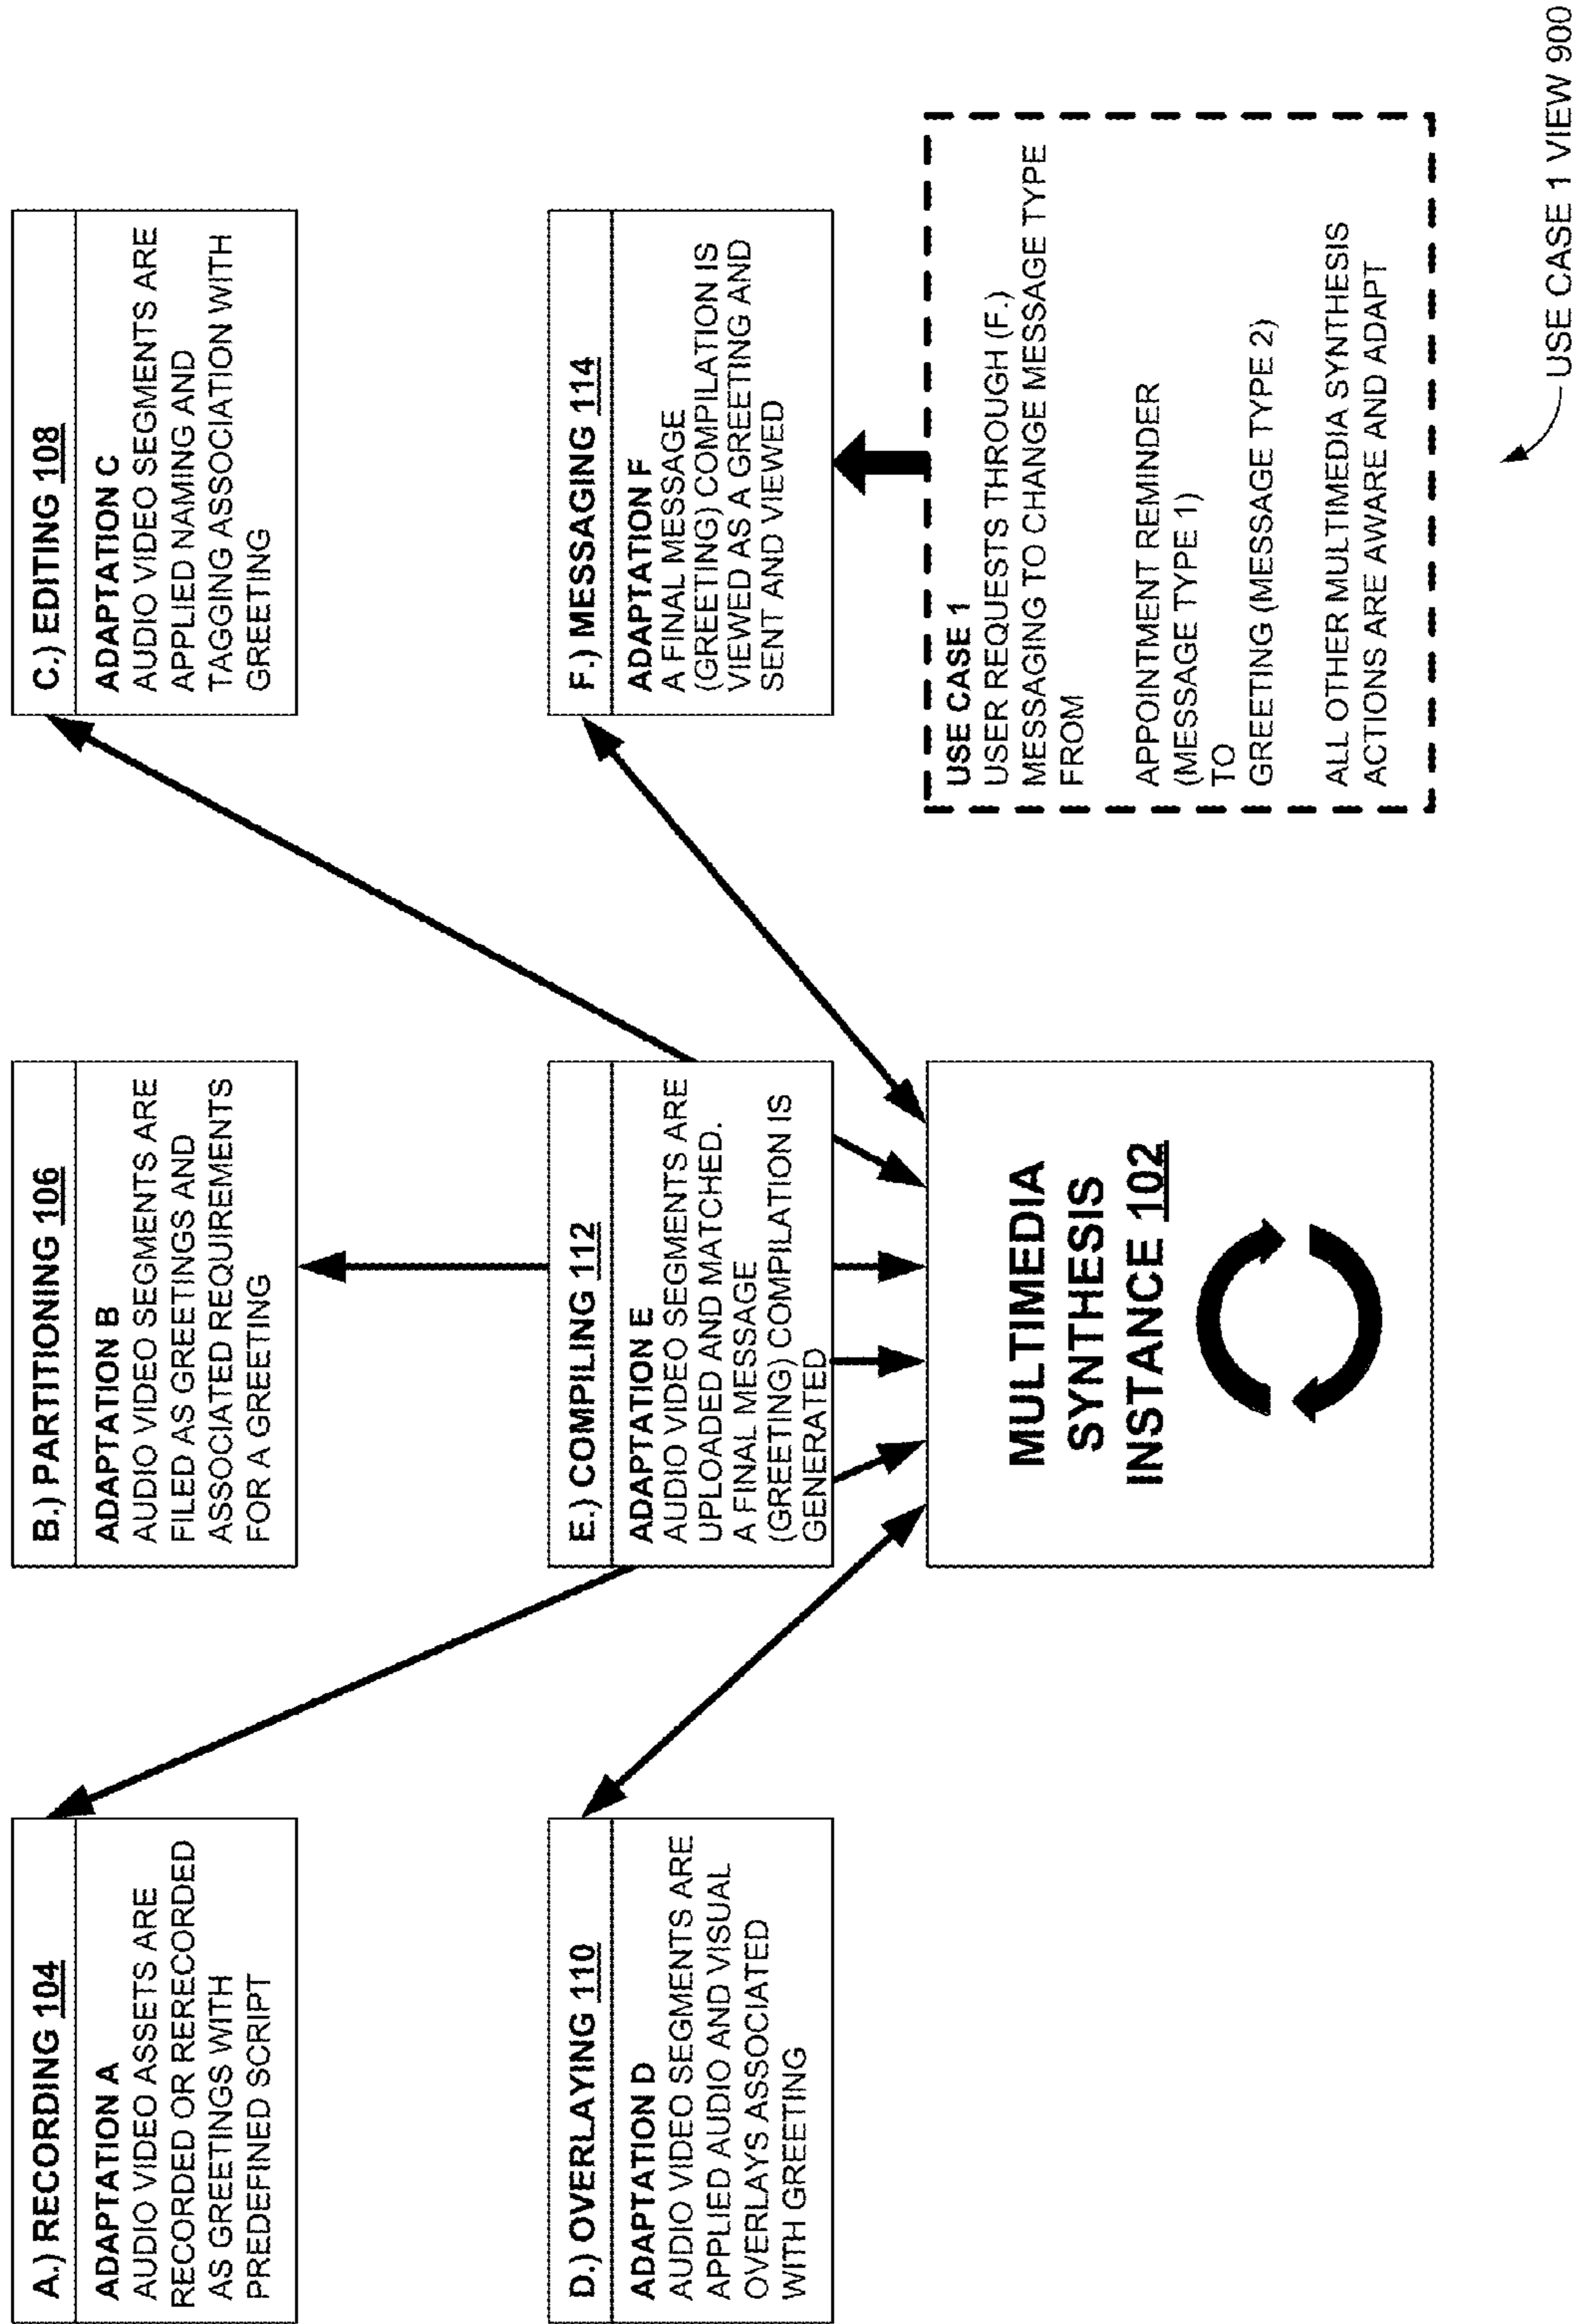 A.) RECORDING 104
ADAPTATION A
AUDIO VIDEO ASSETS ARE
RECORDED OR RERECORDED
AS GREETINGS WITH
PREDEFINED SCRIPT
B.) PARTITIONING 106
ADAPTATION B
AUDIO VIDEO SEGMENTS ARE
FILED AS GREETINGS AND
ASSOCIATED REQUIREMENTS
FOR A GREETING
C.) EDITING 108
ADAPTATION C
AUDIO VIDEO SEGMENTS ARE
APPLIED NAMING AND
TAGGING ASSOCIATION WITH
GREETING
D.) OVERLAYING 110
ADAPTATION D
AUDIO VIDEO SEGMENTS ARE
APPLIED AUDIO AND VISUAL
OVERLAYS ASSOCIATED
WITH GREETING
E.) COMPILING 112
ADAPTATION E
AUDIO VIDEO SEGMENTS ARE
UPLOADED AND MATCHED.
A FINAL MESSAGE
(GREETING) COMPILATION IS
GENERATED
F.) MESSAGING 114
ADAPTATION F
A FINAL MESSAGE
(GREETING) COMPILATION IS
VIEWED AS A GREETING AND
SENT AND VIEWED
MULTIMEDIA
SYNTHESIS
INSTANCE 102
USE CASE 1
USER REQUESTS THROUGH (F.)
MESSAGING TO CHANGE MESSAGE TYPE
FROM
APPOINTMENT REMINDER
(MESSAGE TYPE 1)
TO
GREETING (MESSAGE TYPE 2)
ALL OTHER MULTIMEDIA SYNTHESIS
ACTIONS ARE AWARE AND ADAPT
USE CASE 1 VIEW 900